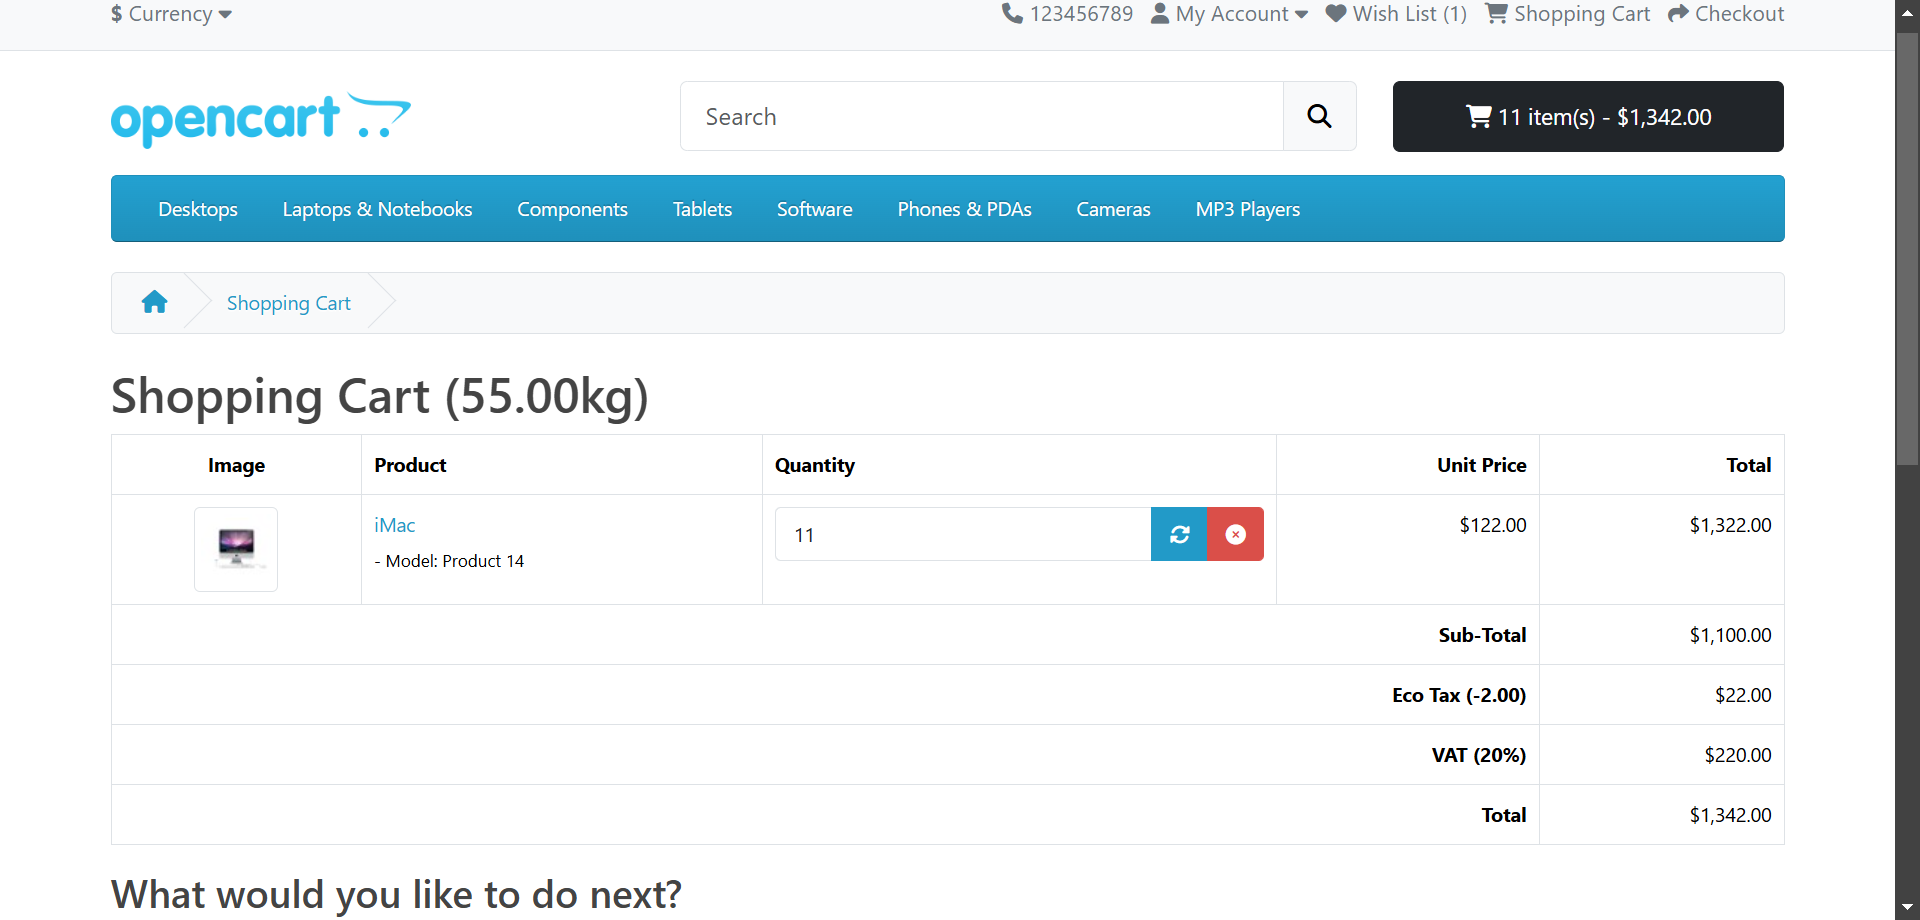 $ Currency
123456789 My Account Wish List (1) Shopping Cart Checkout
opencart
Search
11 item(s) - $1,342.00
Desktops Laptops & Notebooks Components Tablets Software Phones & PDAs Cameras MP3 Players
Shopping Cart
Shopping Cart (55.00kg)
Image Product Quantity Unit Price Total
iMac 11 $122.00 $1,322.00
- Model: Product 14
Sub-Total $1,100.00
Eco Tax (-2.00) $22.00
VAT (20%) $220.00
Total $1,342.00
What would you like to do next?